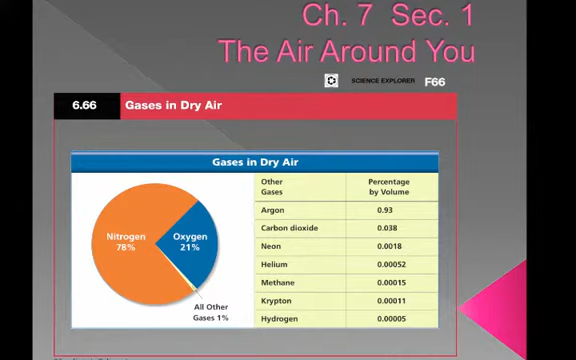 Ch. 7 Sec. 1
The Air Around You
SCIENCE EXPLORER F66
6.66 Gases in Dry Air
Gases in Dry Air
Nitrogen
78%
Oxygen
21%
All Other
Gases 1%
Other
Gases
Percentage
by Volume
Argon 0.93
Carbon dioxide 0.038
Neon 0.0018
Helium 0.00052
Methane 0.00015
Krypton 0.00011
Hydrogen 0.00005